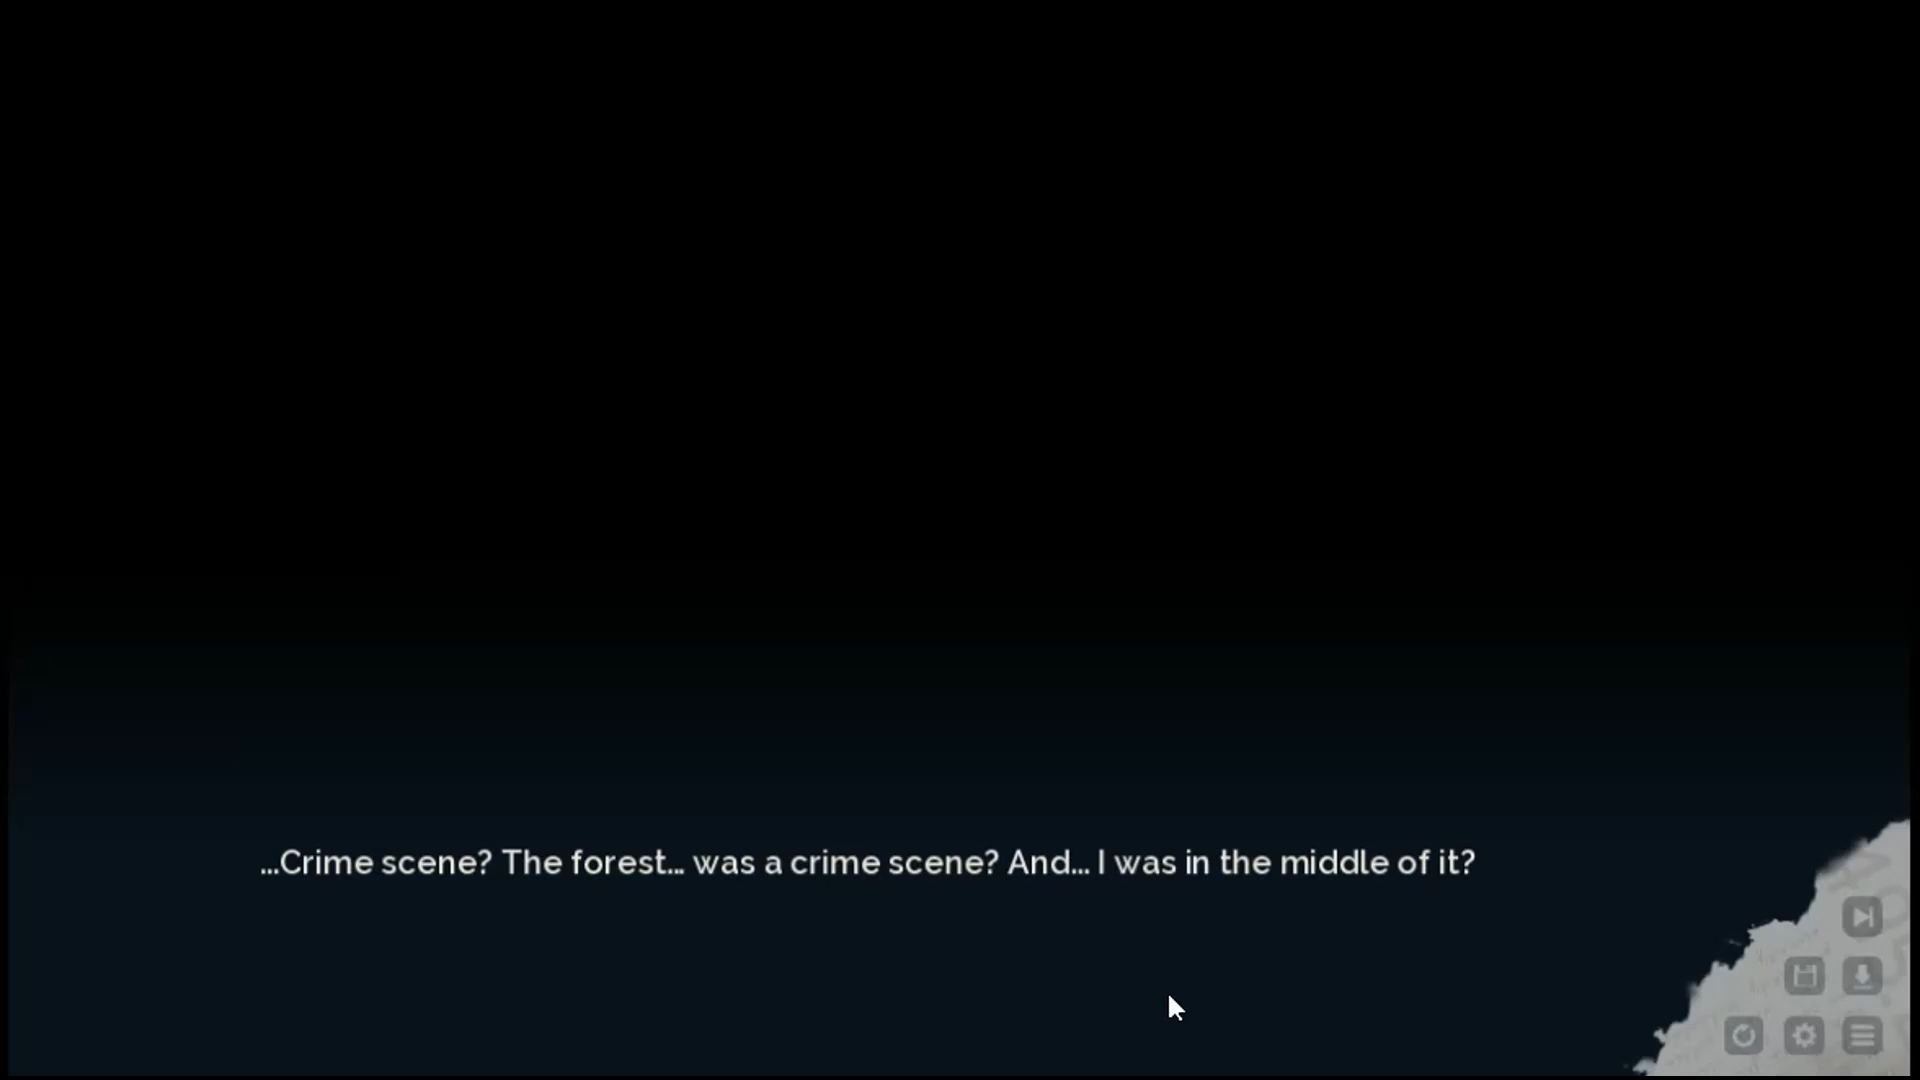 ...Crime scene? The forest... was a crime scene? And... I was in the middle of it?